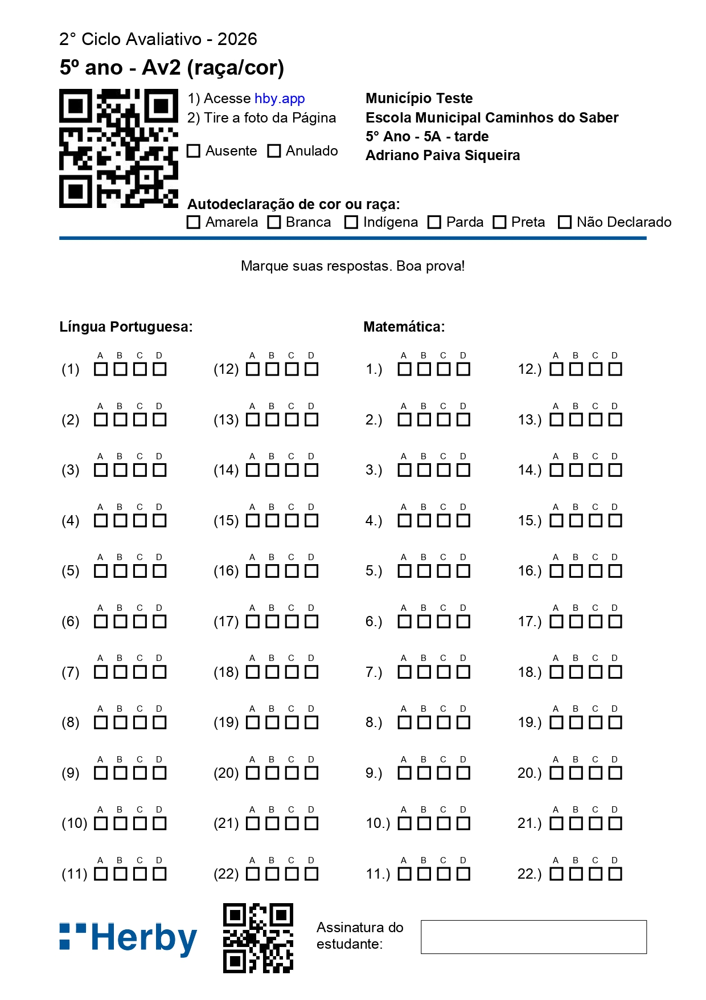 2° Ciclo Avaliativo - 2026
5º ano - Av2 (raça/cor)
1) Acesse hby.app
2) Tire a foto da Página
Ausente Anulado
Município Teste
Escola Municipal Caminhos do Saber
5° Ano - 5A - tarde
Adriano Paiva Siqueira
Autodeclaração de cor ou raça:
Amarela Branca Indígena Parda Preta Não Declarado
Marque suas respostas. Boa prova!
Língua Portuguesa: Matemática:
A B C D A B C D A B C D A B C D
(1) (12) 1.) 12.)
A B C D A B C D A B C D A B C D
(2) (13) 2.) 13.)
A B C D A B C D A B C D A B C D
(3) (14) 3.) 14.)
A B C D A B C D A B C D A B C D
(4) (15) 4.) 15.)
A B C D A B C D A B C D A B C D
(5) (16) 5.) 16.)
A B C D A B C D A B C D A B C D
(6) (17) 6.) 17.)
A B C D A B C D A B C D A B C D
(7) (18) 7.) 18.)
A B C D A B C D A B C D A B C D
(8) (19) 8.) 19.)
A B C D A B C D A B C D A B C D
(9) (20) 9.) 20.)
A B C D A B C D A B C D A B C D
(10) (21) 10.) 21.)
A B C D A B C D A B C D A B C D
(11) (22) 11.) 22.)
Herby
Assinatura do
estudante: